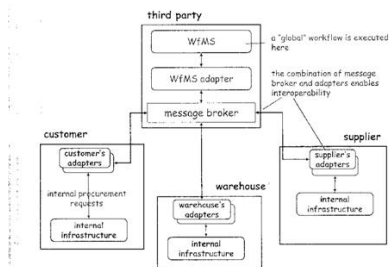 third party
WfMS
a "global" workflow is executed
here
WfMS adapter
the combination of message
broker and adapters enables
interoperability
message broker
customer
supplier
customer's
adapters
supplier's
adapters
internal procurement
requests
warehouse
internal
infrastructure
warehouse's
adapters
internal
infrastructure
internal
infrastructure